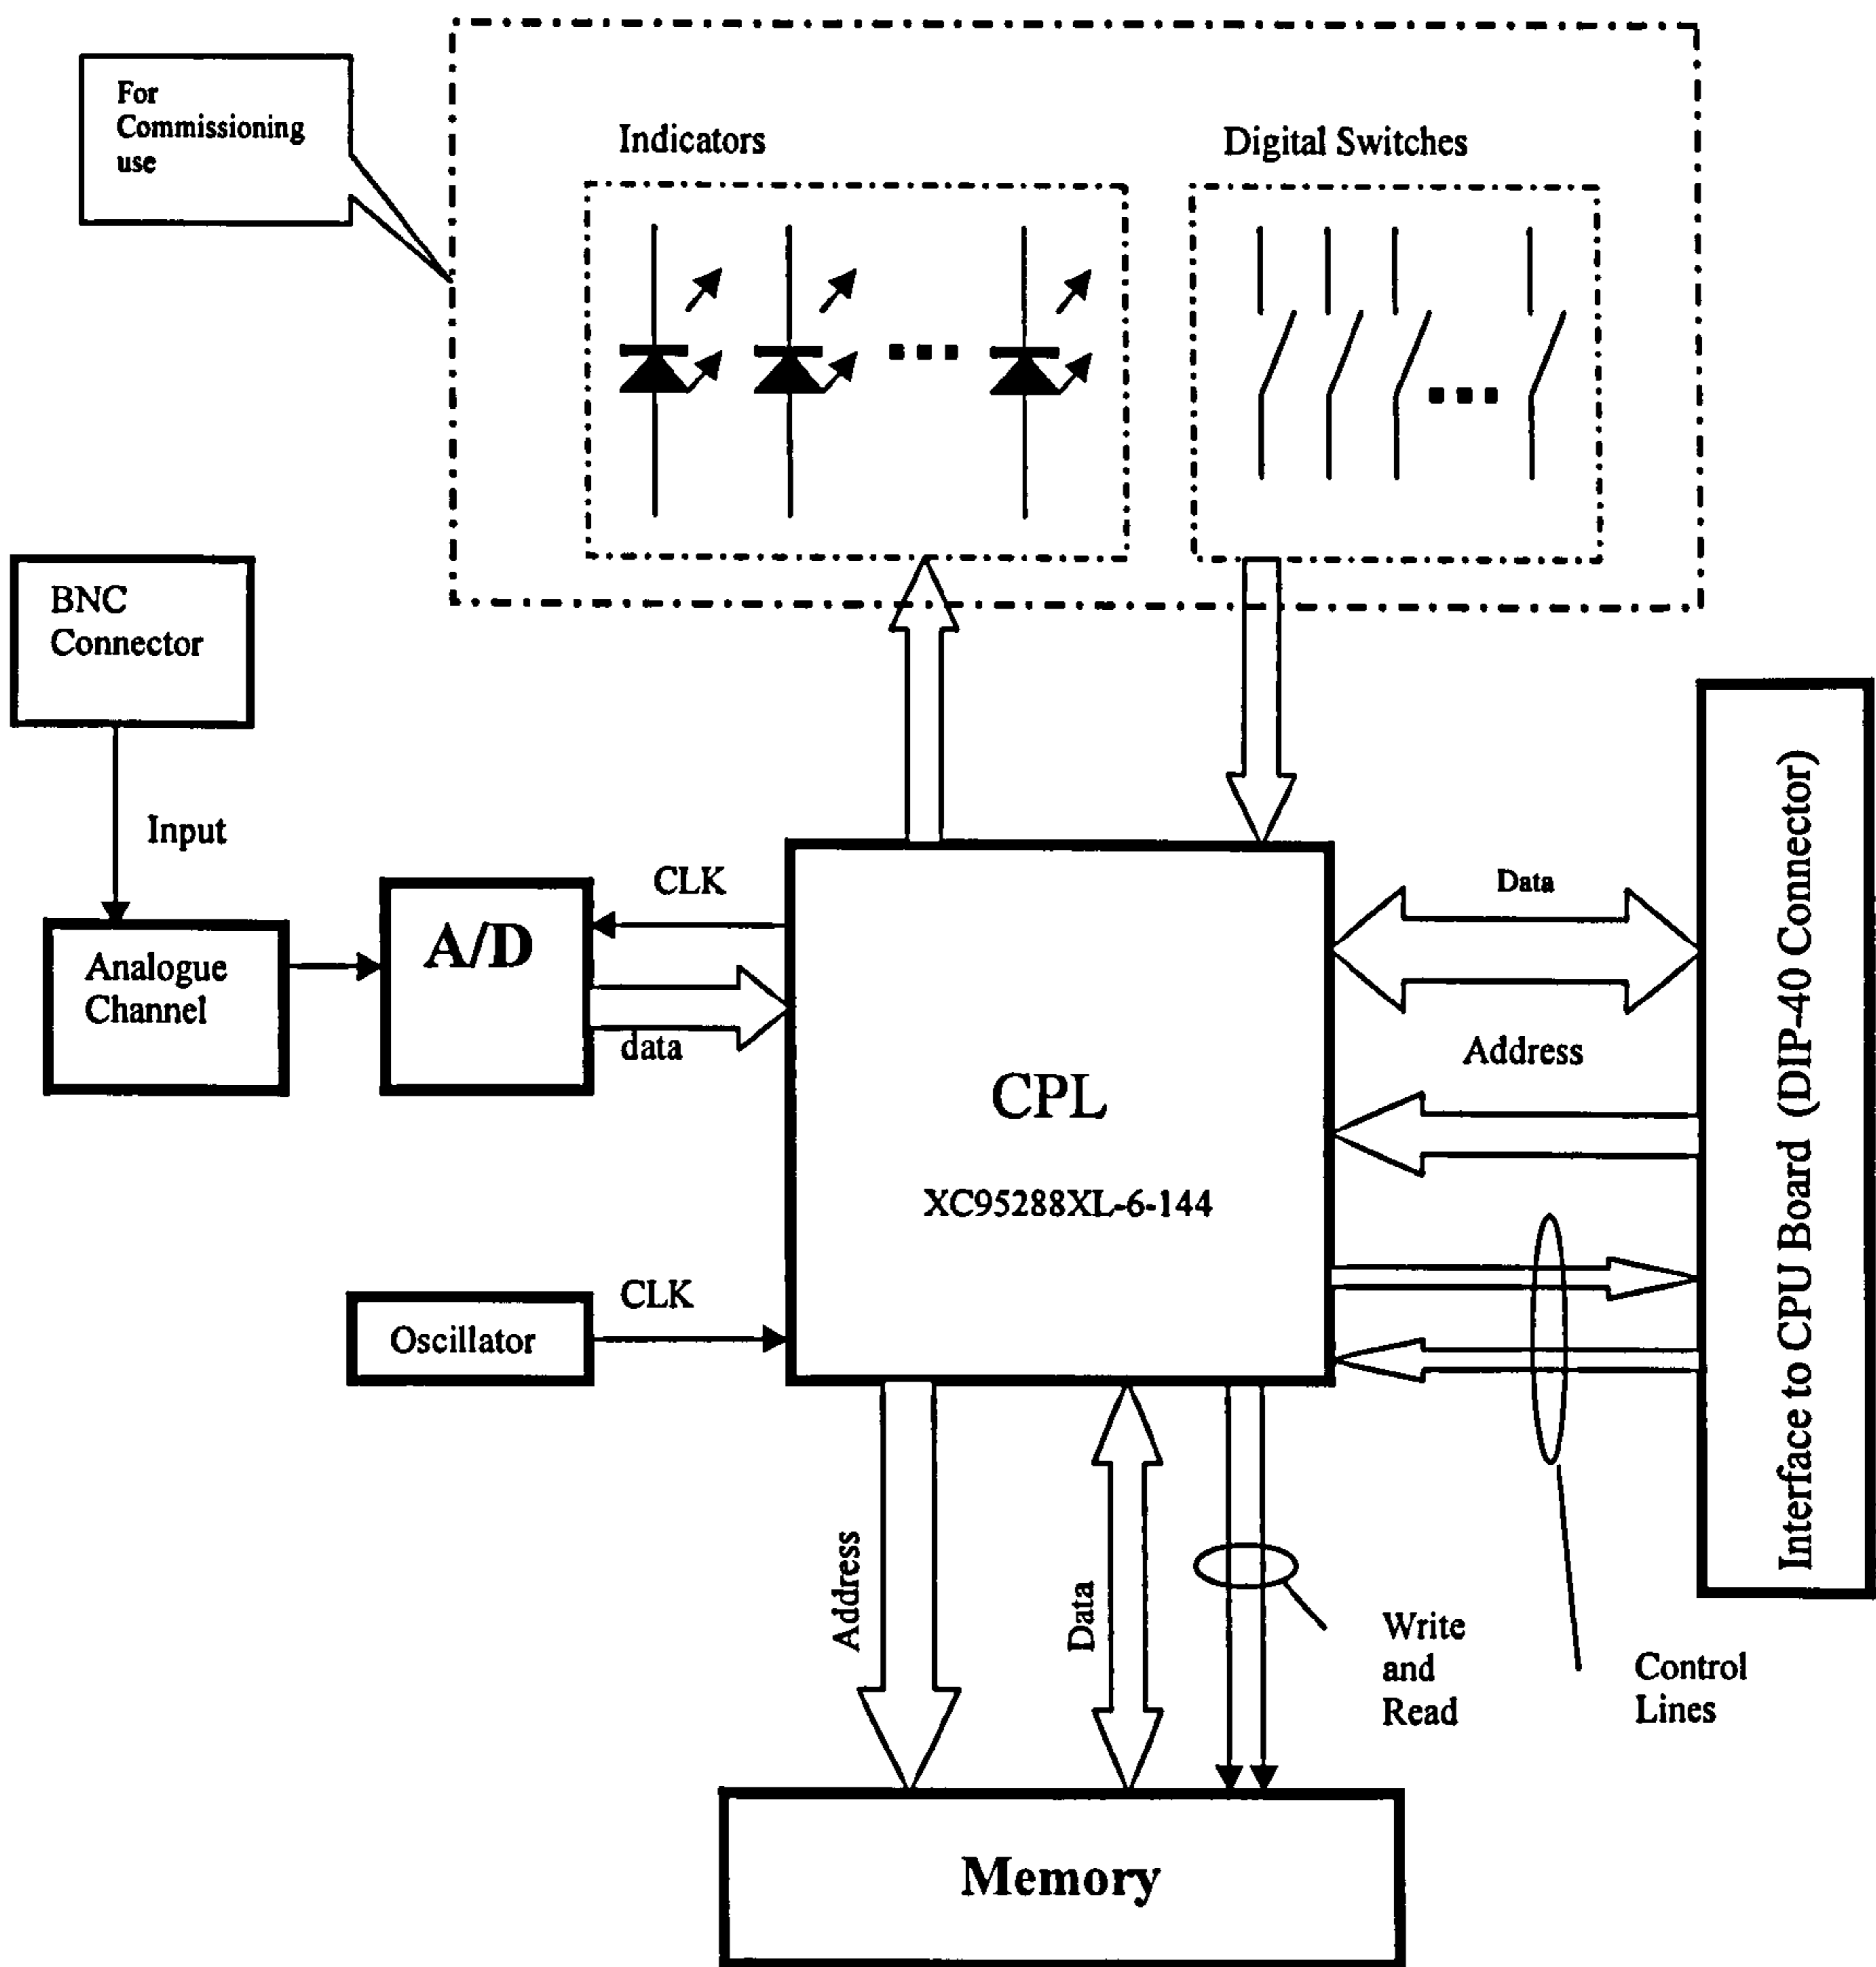 For
Commissioning
use
Indicators
Digital Switches
BNC
Connector
Input
CLK
A/D
Analogue
Channel
data
CPL
XC95288XL-6-144
Data
Address
Interface to CPU Board (DIP-40 Connector)
CLK
Oscillator
Address
Data
Write
and
Read
Control
Lines
Memory